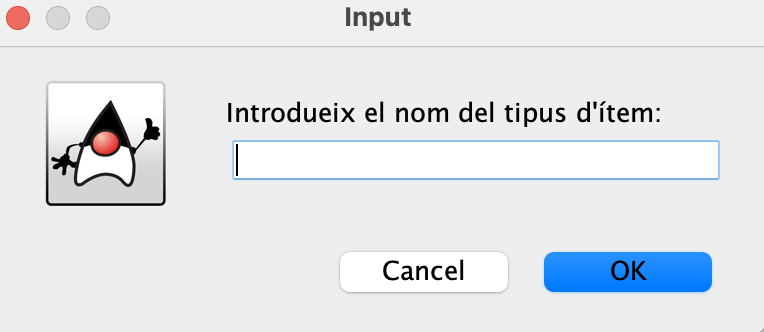 Input
Introdueix el nom del tipus d'ítem:
Cancel
OK